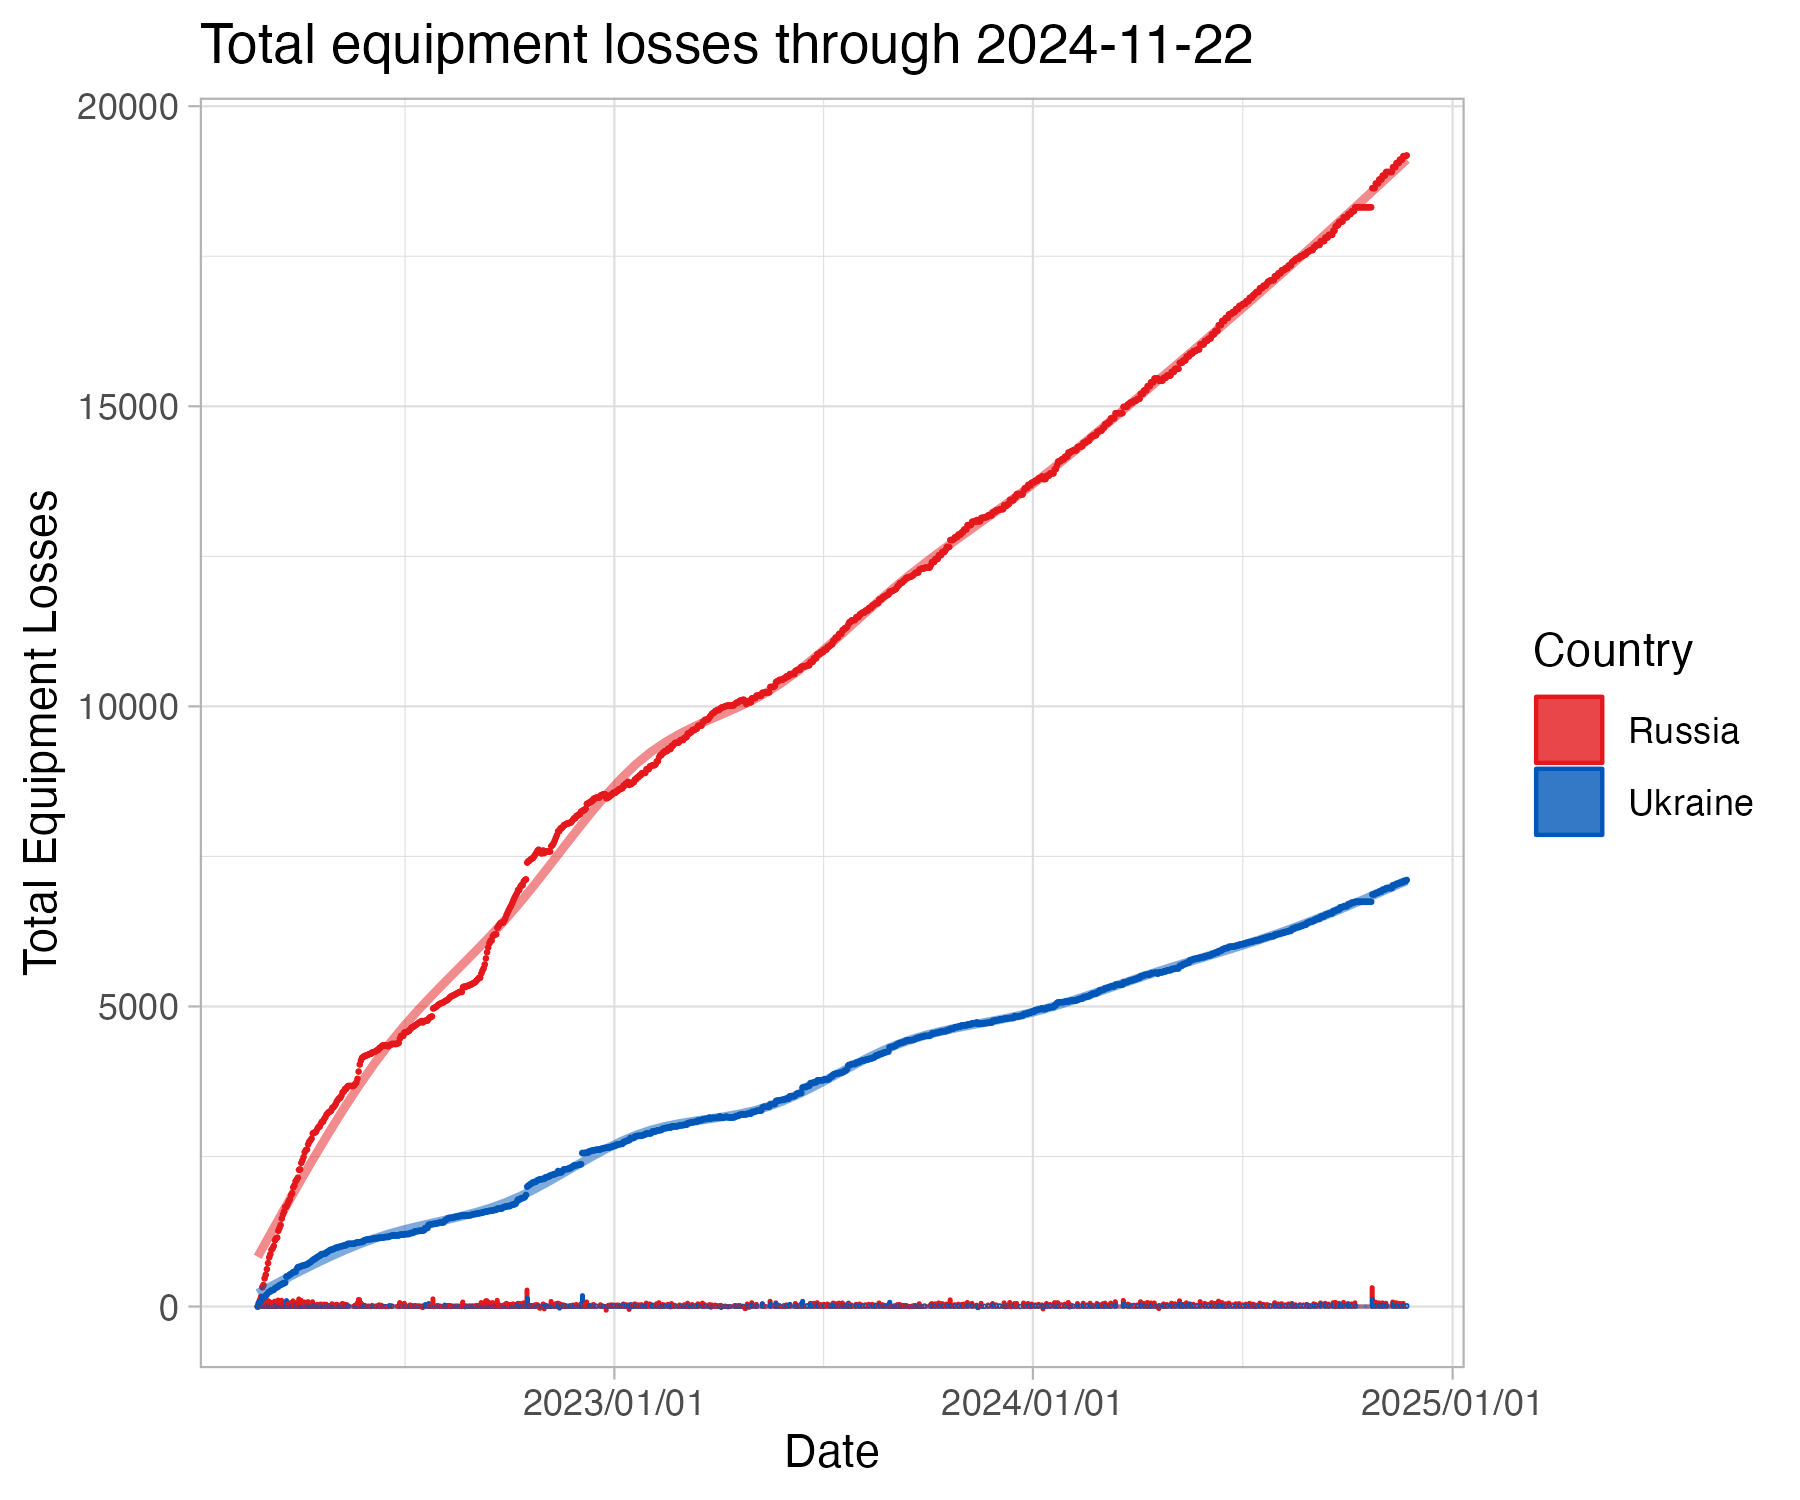 Total equipment losses through 2024-11-22
Total Equipment Losses
20000
15000
10000
5000
0
2023/01/01
2024/01/01
2025/01/01
Date
Country
Russia
Ukraine